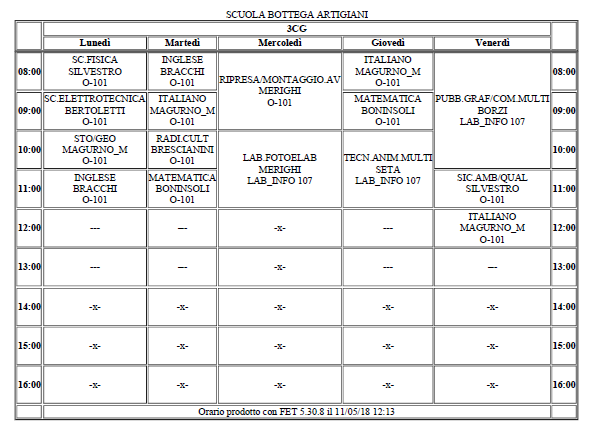 SCUOLA BOTTEGA ARTIGIANI
3CG
Lunedì Martedì Mercoledì Giovedì Venerdì
08:00
SC.FISICA
SILVESTRO
O-101
INGLESE
BRACCHI
O-101
RIPRESA/MONTAGGIO.AV
MERIGHI
O-101
ITALIANO
MAGURNO_M
O-101
PUBB.GRAF/COM.MULTI
BORZI
LAB_INFO 107
08:00
09:00
SC.ELETTROTECNICA
BERTOLETTI
O-101
ITALIANO
MAGURNO_M
O-101
MATEMATICA
BONINSOLI
O-101
09:00
10:00
STO/GEO
MAGURNO_M
O-101
RADI.CULT
BRESCIANINI
O-101
LAB.FOTOELAB
MERIGHI
LAB_INFO 107
TECN.ANIM.MULTI
SETA
LAB_INFO 107
10:00
11:00
INGLESE
BRACCHI
O-101
MATEMATICA
BONINSOLI
O-101
SIC.AMB/QUAL
SILVESTRO
O-101
11:00
12:00 --- --- -x- ---
ITALIANO
MAGURNO_M
O-101
12:00
13:00 --- --- -x- --- --- 13:00
14:00 -x- -x- -x- -x- -x- 14:00
15:00 -x- -x- -x- -x- -x- 15:00
16:00 -x- -x- -x- -x- -x- 16:00
Orario prodotto con FET 5.30.8 il 11/05/18 12:13